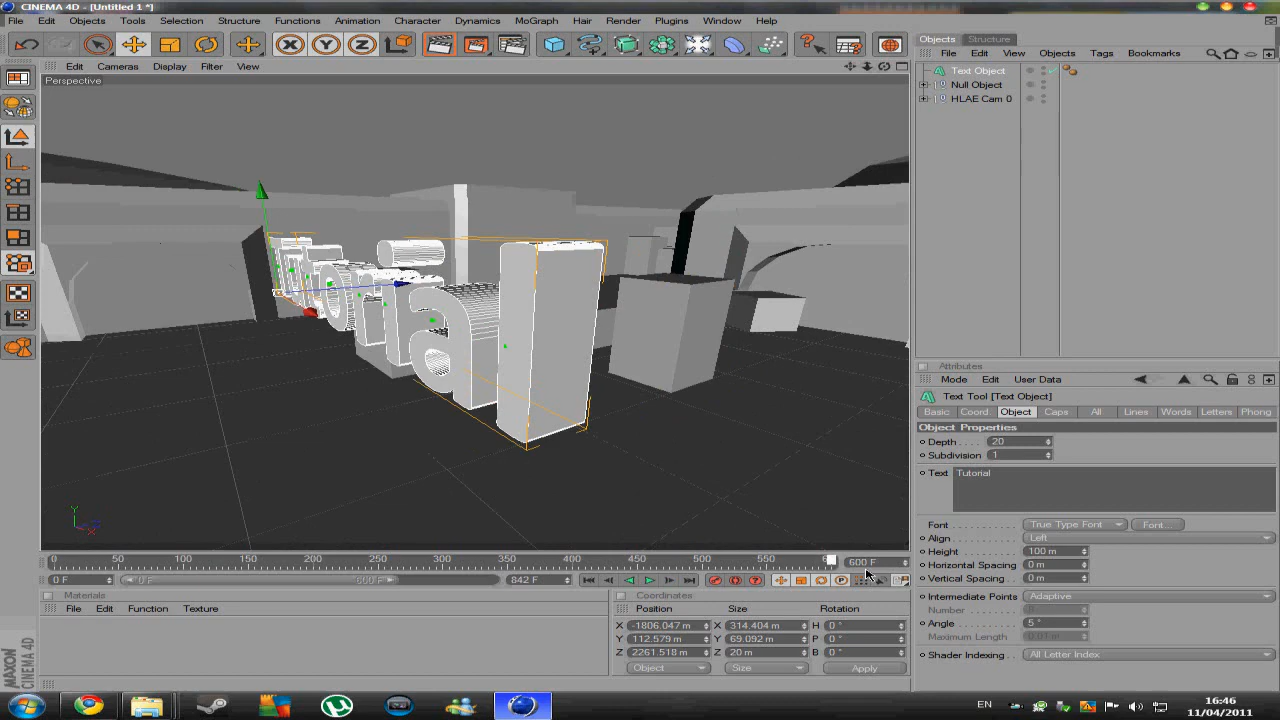 CINEMA 4D - [Untitled 1 *]
File Edit Objects Tools Selection Structure Functions Animation Character Dynamics MoGraph Hair Render Plugins Window Help
Objects Structure
File Edit View Objects Tags Bookmarks
Edit Cameras Display Filter View
Perspective
Text Object
Null Object
HLAE Cam 0
Attributes
Mode Edit User Data
Text Tool [Text Object]
Basic Coord. Object Caps All Lines Words Letters Phong
Object Properties
Depth 20
Subdivision 1
Text Tutorial
Font True Type Font Font...
Align Left
Height 100 m
Horizontal Spacing 0 m
Vertical Spacing 0 m
Intermediate Points Adaptive
Number
Angle 5 °
Maximum Length 0.01 m
Shader Indexing All Letter Index
0 50 100 150 200 250 300 350 400 450 500 550 600 F
0 F 0 F 600 F 842 F
Materials
File Edit Function Texture
Coordinates
Position Size Rotation
X -1806.047 m X 314.404 m H 0 °
Y 112.579 m Y 69.092 m P 0 °
Z 2261.518 m Z 20 m B 0 °
Object Size Apply
MAXON
CINEMA 4D
EN 16:46
11/04/2011